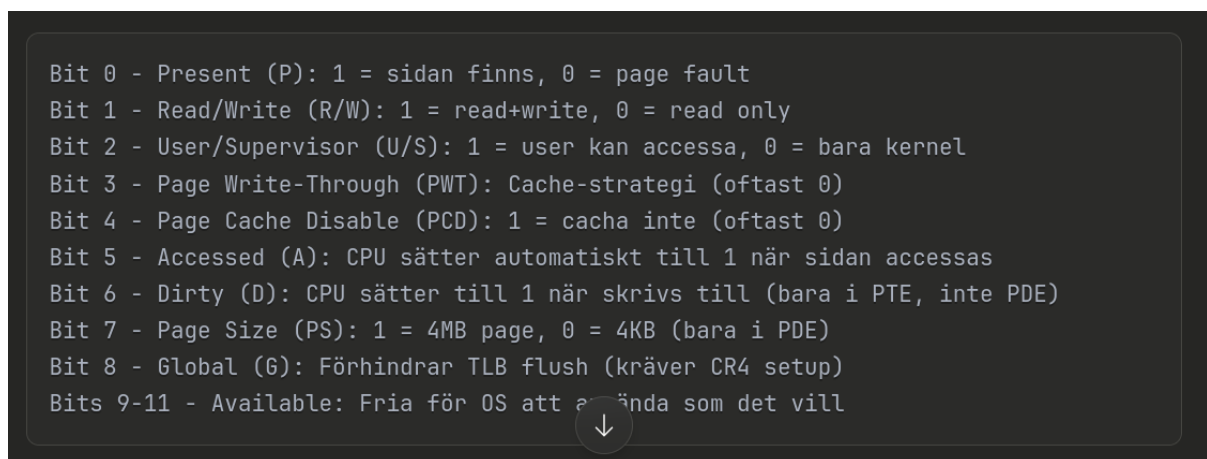 Bit 0 - Present (P): 1 = sidan finns, 0 = page fault
Bit 1 - Read/Write (R/W): 1 = read+write, 0 = read only
Bit 2 - User/Supervisor (U/S): 1 = user kan accessa, 0 = bara kernel
Bit 3 - Page Write-Through (PWT): Cache-strategi (oftast 0)
Bit 4 - Page Cache Disable (PCD): 1 = cacha inte (oftast 0)
Bit 5 - Accessed (A): CPU sätter automatiskt till 1 när sidan accessas
Bit 6 - Dirty (D): CPU sätter till 1 när skrivs till (bara i PTE, inte PDE)
Bit 7 - Page Size (PS): 1 = 4MB page, 0 = 4KB (bara i PDE)
Bit 8 - Global (G): Förhindrar TLB flush (kräver CR4 setup)
Bits 9-11 - Available: Fria för OS att använda som det vill